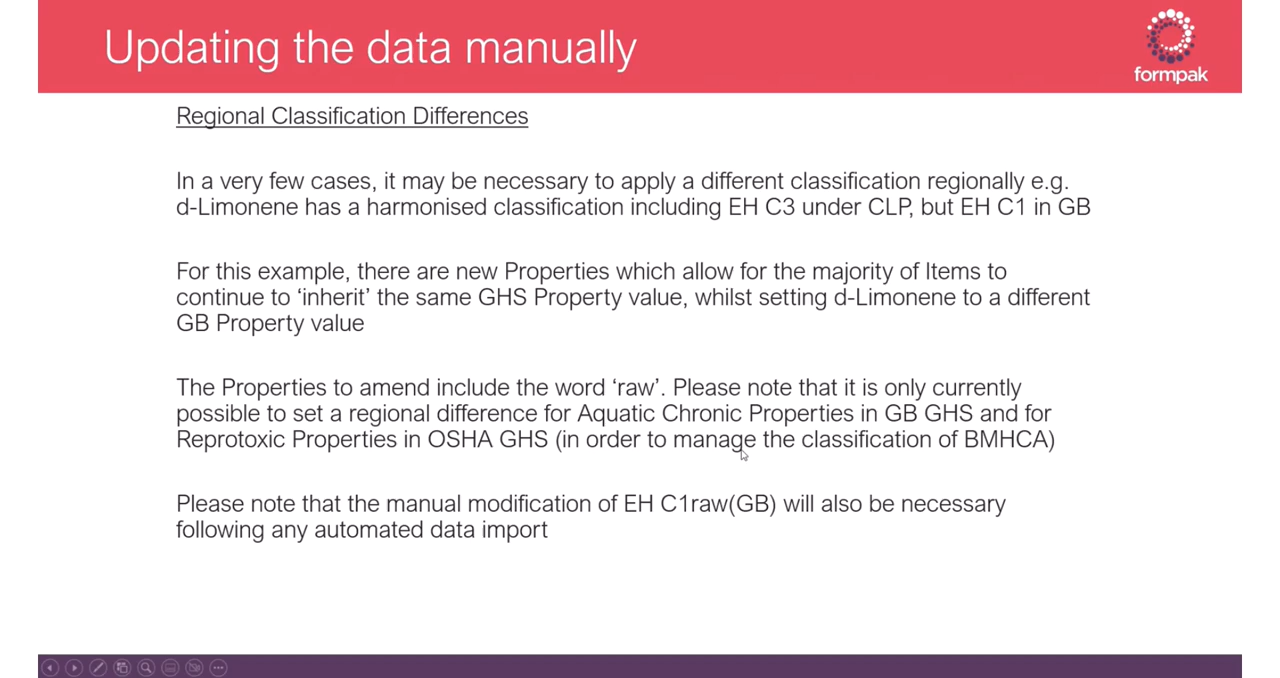 Updating the data manually
formpak
Regional Classification Differences
In a very few cases, it may be necessary to apply a different classification regionally e.g.
d-Limonene has a harmonised classification including EH C3 under CLP, but EH C1 in GB
For this example, there are new Properties which allow for the majority of Items to
continue to ‘inherit’ the same GHS Property value, whilst setting d-Limonene to a different
GB Property value
The Properties to amend include the word ‘raw’. Please note that it is only currently
possible to set a regional difference for Aquatic Chronic Properties in GB GHS and for
Reprotoxic Properties in OSHA GHS (in order to manage the classification of BMHCA)
Please note that the manual modification of EH C1raw(GB) will also be necessary
following any automated data import